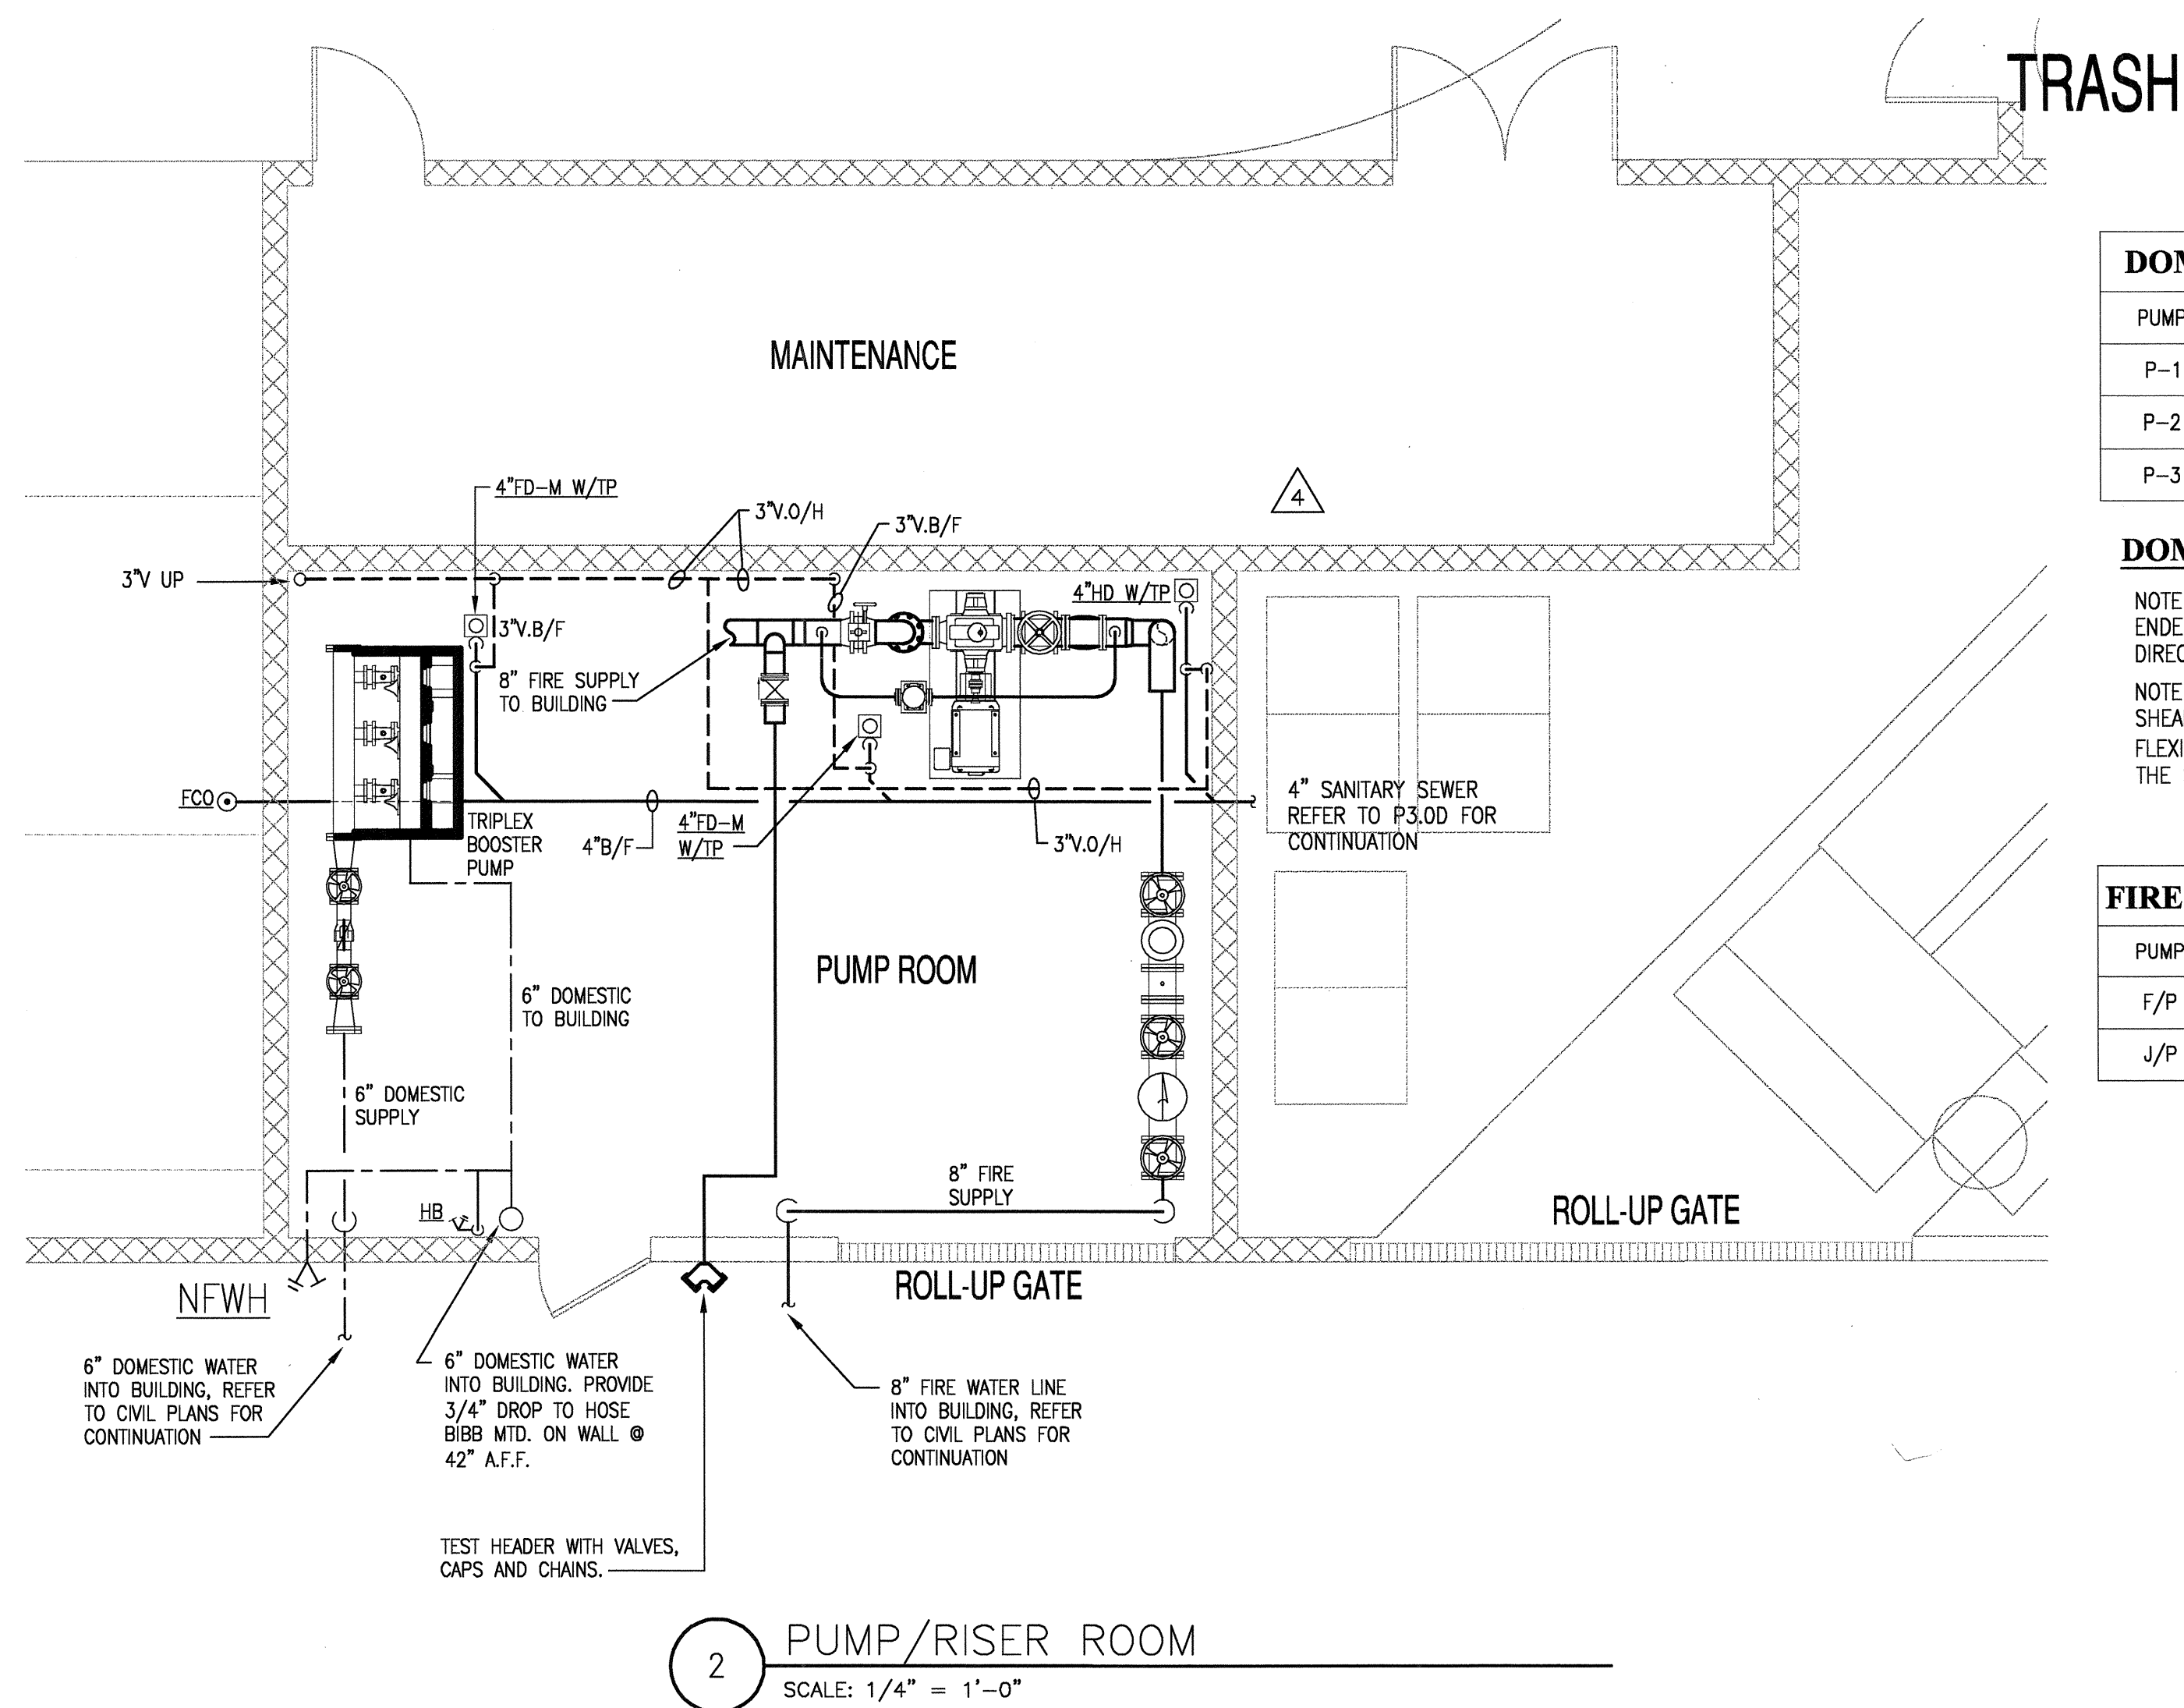 TRASH
MAINTENANCE
4"FD-M W/TP
3"V.O/H
3"V.B/F
4
3"V UP
3"V.B/F
4"HD W/TP
8" FIRE SUPPLY
TO BUILDING
FCO
TRIPLEX
BOOSTER
PUMP
4"B/F
4"FD-M
W/TP
3"V.O/H
4" SANITARY SEWER
REFER TO P3.0D FOR
CONTINUATION
PUMP ROOM
6" DOMESTIC
TO BUILDING
6" DOMESTIC
SUPPLY
8" FIRE
SUPPLY
HB
ROLL-UP GATE
ROLL-UP GATE
NFWH
6" DOMESTIC WATER
INTO BUILDING, REFER
TO CIVIL PLANS FOR
CONTINUATION
6" DOMESTIC WATER
INTO BUILDING. PROVIDE
3/4" DROP TO HOSE
BIBB MTD. ON WALL @
42" A.F.F.
8" FIRE WATER LINE
INTO BUILDING, REFER
TO CIVIL PLANS FOR
CONTINUATION
TEST HEADER WITH VALVES,
CAPS AND CHAINS.
2
PUMP/RISER ROOM
SCALE: 1/4" = 1'-0"
DOM
PUMP
P-1
P-2
P-3
DOM
NOTE
ENDE
DIREC
NOTE
SHEA
FLEXI
THE
FIRE
PUMP
F/P
J/P